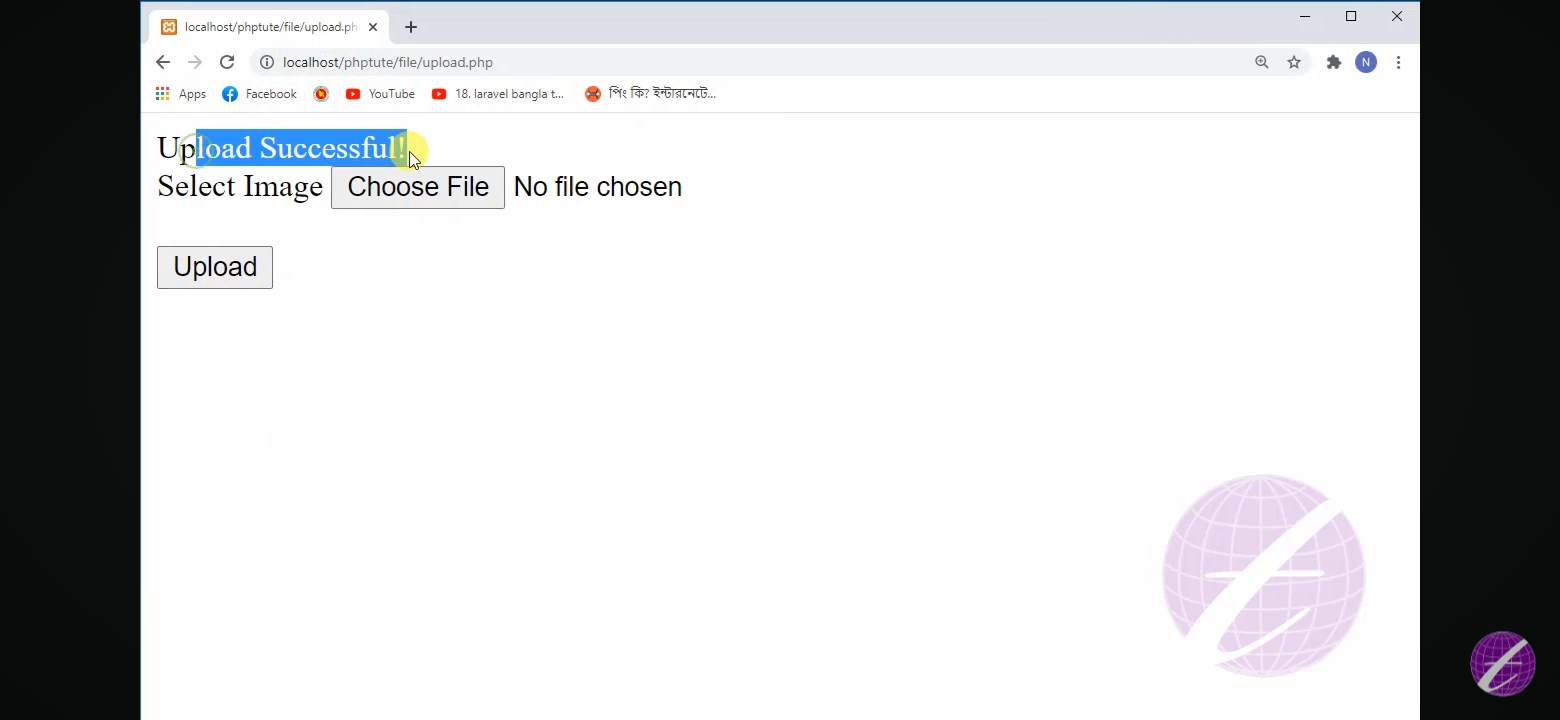 localhost/phptute/file/upload.ph
localhost/phptute/file/upload.php
N
Apps
Facebook
YouTube
18. laravel bangla t...
পিং কি? ইন্টারনেটে...
Upload Successful!
Select Image Choose File No file chosen
Upload